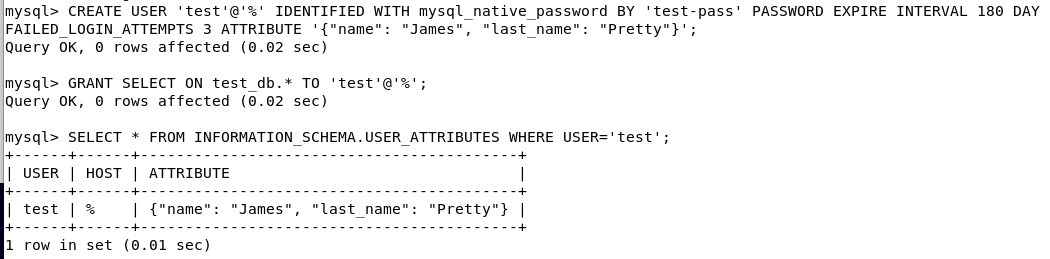 mysql> CREATE USER 'test'@'%' IDENTIFIED WITH mysql_native_password BY 'test-pass' PASSWORD EXPIRE INTERVAL 180 DAY
FAILED_LOGIN_ATTEMPTS 3 ATTRIBUTE '{"name": "James", "last_name": "Pretty"}';
Query OK, 0 rows affected (0.02 sec)

mysql> GRANT SELECT ON test_db.* TO 'test'@'%';
Query OK, 0 rows affected (0.02 sec)

mysql> SELECT * FROM INFORMATION_SCHEMA.USER_ATTRIBUTES WHERE USER='test';
+------+------+------------------------------------------+
| USER | HOST | ATTRIBUTE                                |
+------+------+------------------------------------------+
| test | %    | {"name": "James", "last_name": "Pretty"} |
+------+------+------------------------------------------+
1 row in set (0.01 sec)